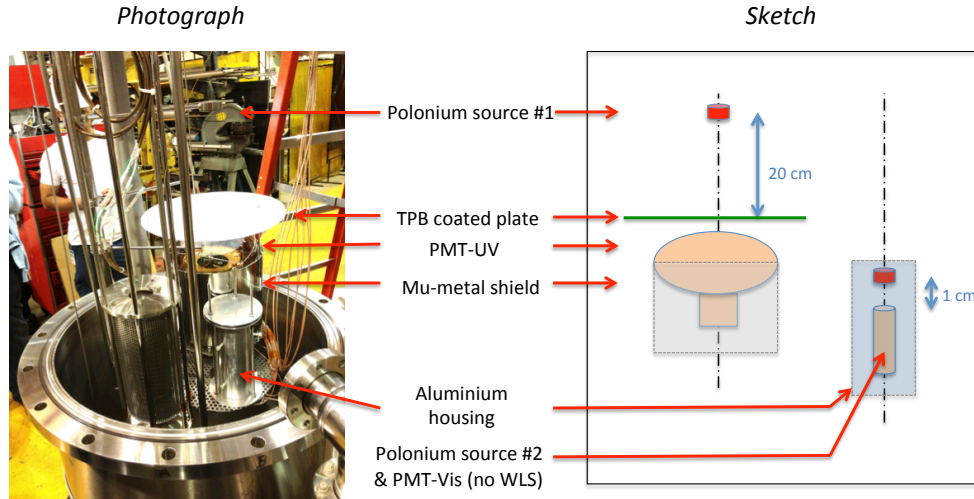 Photograph
Sketch
Polonium source #1
20 cm
TPB coated plate
PMT-UV
Mu-metal shield
1 cm
Aluminium
housing
Polonium source #2
& PMT-Vis (no WLS)